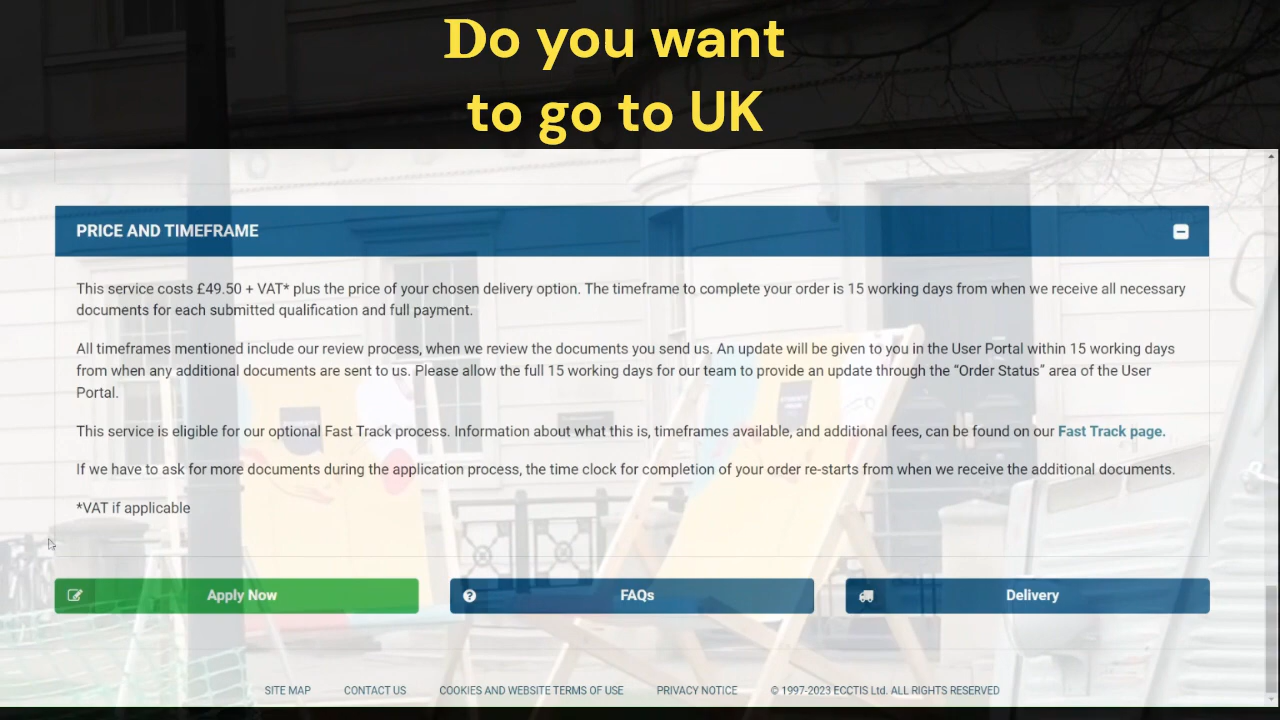 Do you want
to go to UK
PRICE AND TIMEFRAME
This service costs £49.50 + VAT* plus the price of your chosen delivery option. The timeframe to complete your order is 15 working days from when we receive all necessary
documents for each submitted qualification and full payment.
All timeframes mentioned include our review process, when we review the documents you send us. An update will be given to you in the User Portal within 15 working days
from when any additional documents are sent to us. Please allow the full 15 working days for our team to provide an update through the “Order Status” area of the User
Portal.
This service is eligible for our optional Fast Track process. Information about what this is, timeframes available, and additional fees, can be found on our Fast Track page.
If we have to ask for more documents during the application process, the time clock for completion of your order re-starts from when we receive the additional documents.
*VAT if applicable
Apply Now
FAQs
Delivery
SITE MAP CONTACT US COOKIES AND WEBSITE TERMS OF USE PRIVACY NOTICE © 1997-2023 ECCTIS Ltd. ALL RIGHTS RESERVED